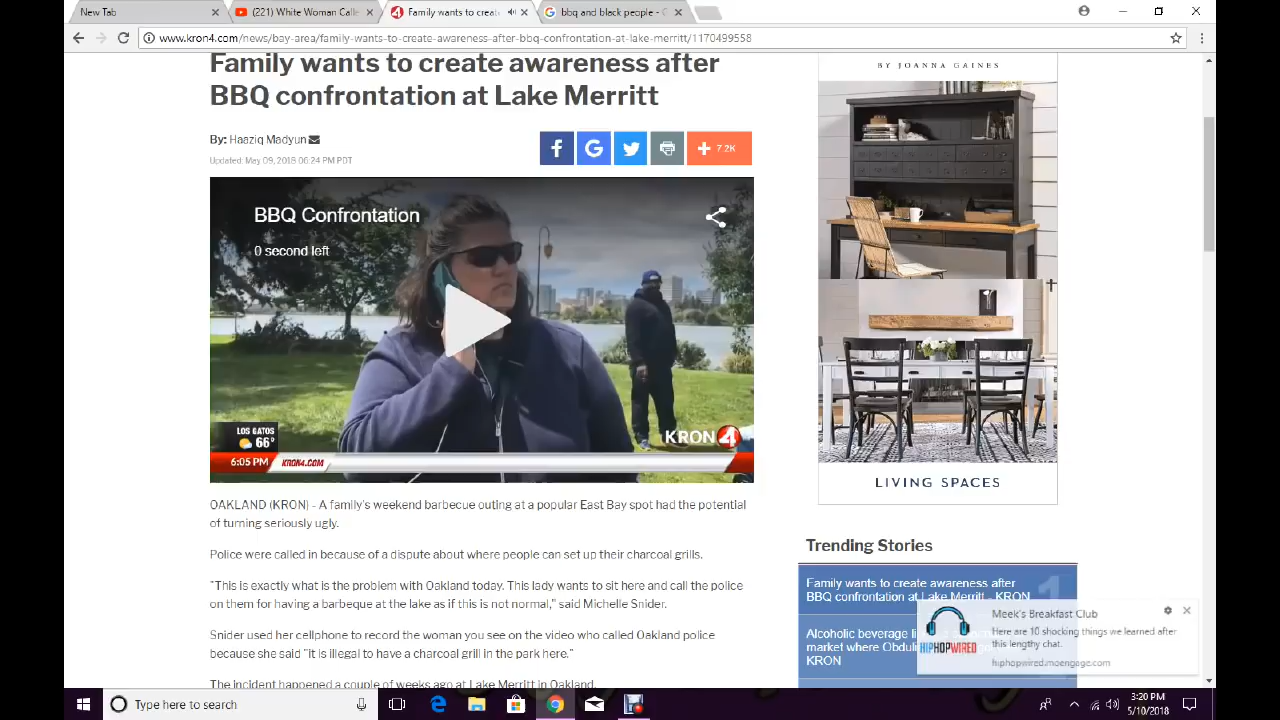 New Tab
(221) White Woman Calle
Family wants to creat
bbq and black people - G
www.kron4.com/news/bay-area/family-wants-to-create-awareness-after-bbq-confrontation-at-lake-merritt/1170499558
Family wants to create awareness after
BBQ confrontation at Lake Merritt
By: Haaziq Madyun
Updated: May 09, 2018 06:24 PM PDT
7.2K
BBQ Confrontation
0 second left
KRON 4
LOS GATOS
66°
6:05 PM KRON4.COM
OAKLAND (KRON) - A family's weekend barbecue outing at a popular East Bay spot had the potential
of turning seriously ugly.
Police were called in because of a dispute about where people can set up their charcoal grills.
"This is exactly what is the problem with Oakland today. This lady wants to sit here and call the police
on them for having a barbeque at the lake as if this is not normal," said Michelle Snider.
Snider used her cellphone to record the woman you see on the video who called Oakland police
because she said "it is illegal to have a charcoal grill in the park here."
The incident happened a couple of weeks ago at Lake Merritt in Oakland.
BY JOANNA GAINES
LIVING SPACES
Trending Stories
Family wants to create awareness after
BBQ confrontation at Lake Merritt - KRON
1
Alcoholic beverage li
market where Obduli
KRON
HIPHOPWIRED
Meek's Breakfast Club
Here are 10 shocking things we learned after
this lengthy chat.
hiphopwired.moengage.com
Type here to search
3:20 PM
5/10/2018